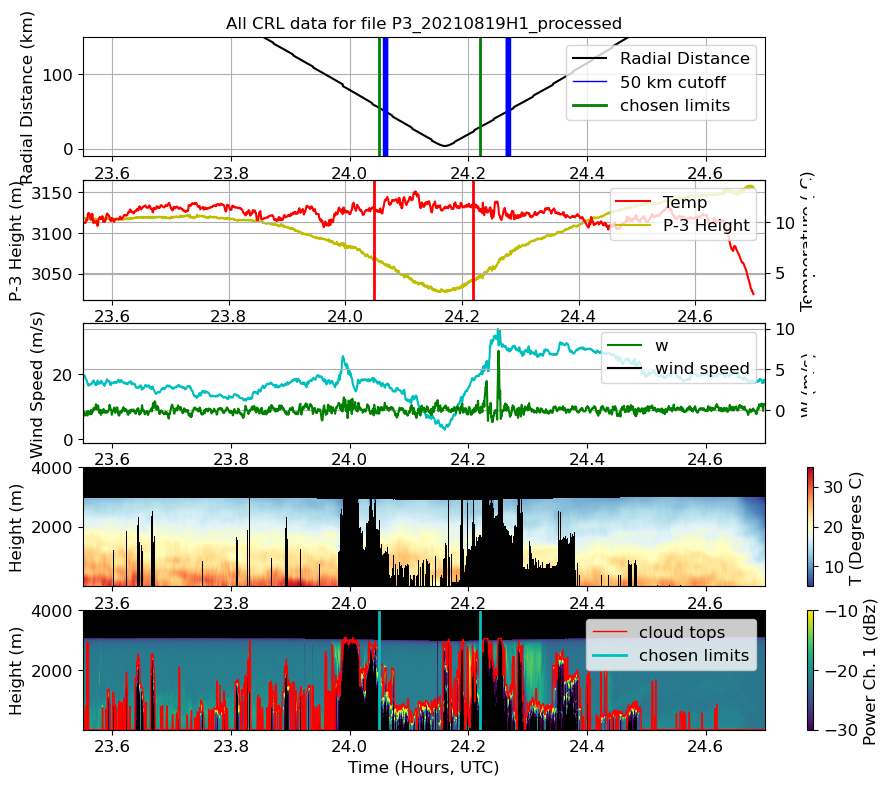 All CRL data for file P3_20210819H1_processed
Radial Distance (km)
100
0
Radial Distance
50 km cutoff
chosen limits
23.6 23.8 24.0 24.2 24.4 24.6
P-3 Height (m)
3150
3100
3050
Temp
P-3 Height
10
5
23.6 23.8 24.0 24.2 24.4 24.6
Wind Speed (m/s)
20
0
w
wind speed
10
5
0
W (m/s)
23.6 23.8 24.0 24.2 24.4 24.6
Height (m)
4000
2000
30
20
10
T (Degrees C)
23.6 23.8 24.0 24.2 24.4 24.6
Height (m)
4000
2000
cloud tops
chosen limits
−10
−20
−30
Power Ch. 1 (dBz)
23.6 23.8 24.0 24.2 24.4 24.6
Time (Hours, UTC)